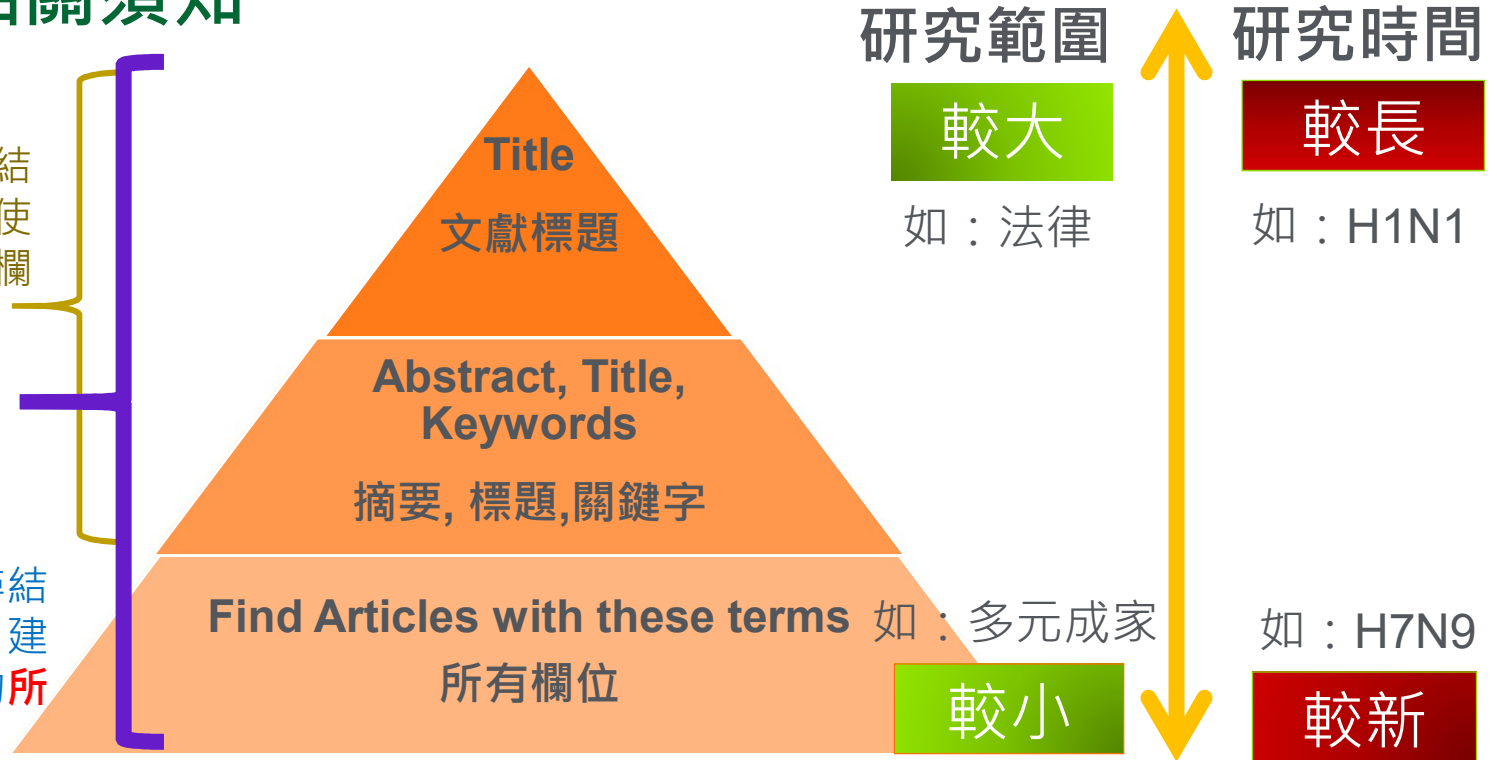 關須知
結
使
欄
結
建
所
Title
文獻標題
Abstract, Title,
Keywords
摘要, 標題,關鍵字
Find Articles with these terms
所有欄位
研究範圍
較大
如：法律
如：多元成家
較小
研究時間
較長
如：H1N1
如：H7N9
較新